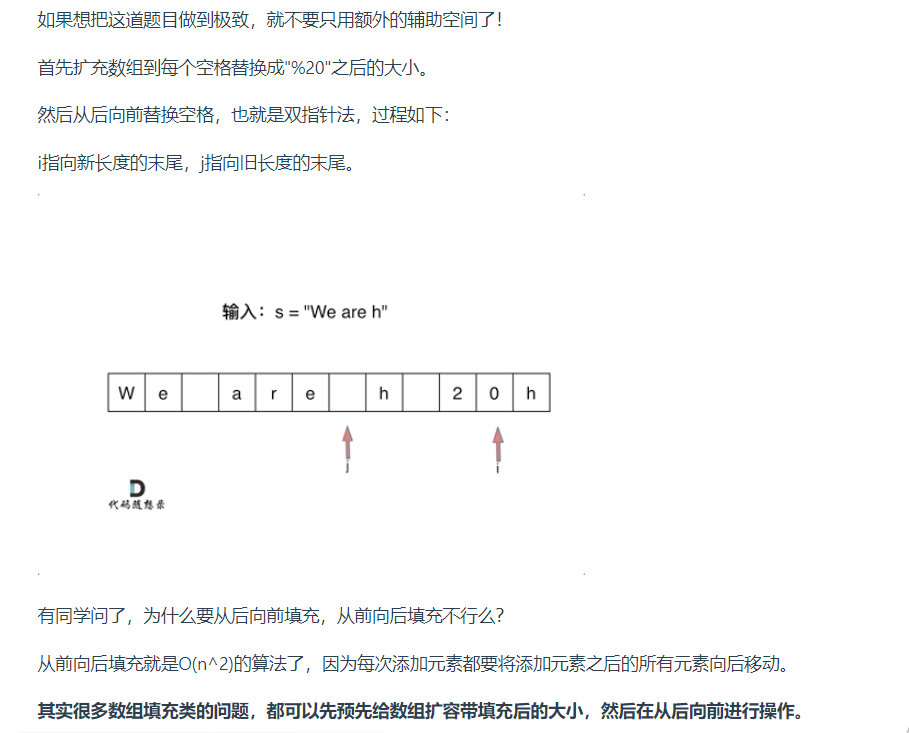 如果想把这道题目做到极致，就不要只用额外的辅助空间了！
首先扩充数组到每个空格替换成"%20"之后的大小。
然后从后向前替换空格，也就是双指针法，过程如下：
i指向新长度的末尾，j指向旧长度的末尾。
输入：s = "We are h"
W e a r e h 2 0 h
j i
D
代码随想录
有同学问了，为什么要从后向前填充，从前向后填充不行么？
从前向后填充就是O(n^2)的算法了，因为每次添加元素都要将添加元素之后的所有元素向后移动。
其实很多数组填充类的问题，都可以先预先给数组扩容带填充后的大小，然后在从后向前进行操作。